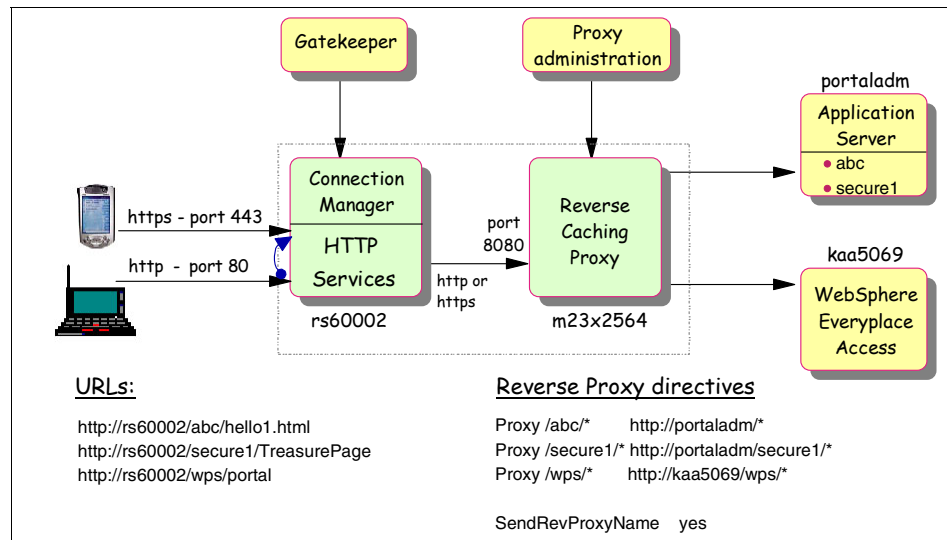 Gatekeeper
Proxy
administration
portaladm
Application
Server
• abc
• secure1
Connection
Manager
HTTP
Services
rs60002
https - port 443
http - port 80
port
8080
http or
https
Reverse
Caching
Proxy
m23x2564
kaa5069
WebSphere
Everyplace
Access
URLs:
http://rs60002/abc/hello1.html
http://rs60002/secure1/TreasurePage
http://rs60002/wps/portal
Reverse Proxy directives
Proxy /abc/* http://portaladm/*
Proxy /secure1/* http://portaladm/secure1/*
Proxy /wps/* http://kaa5069/wps/*
SendRevProxyName yes